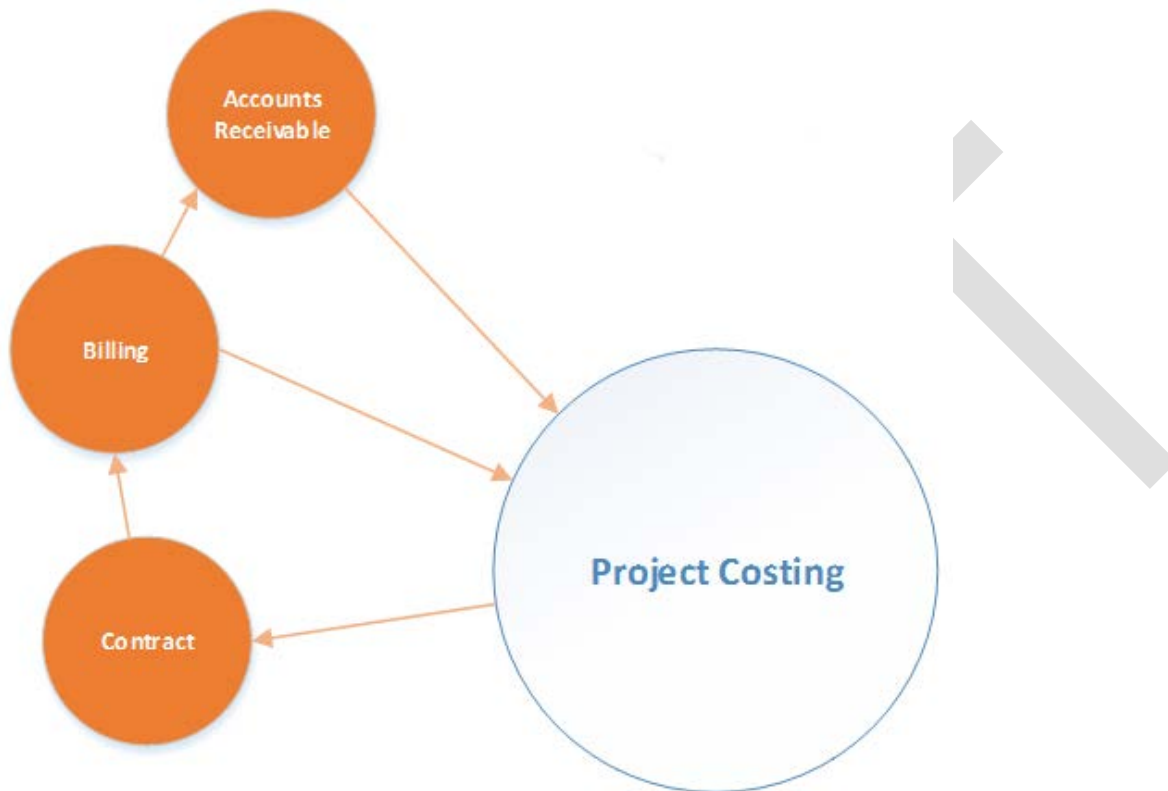 Accounts
Receivable
Billing
Project Costing
Contract